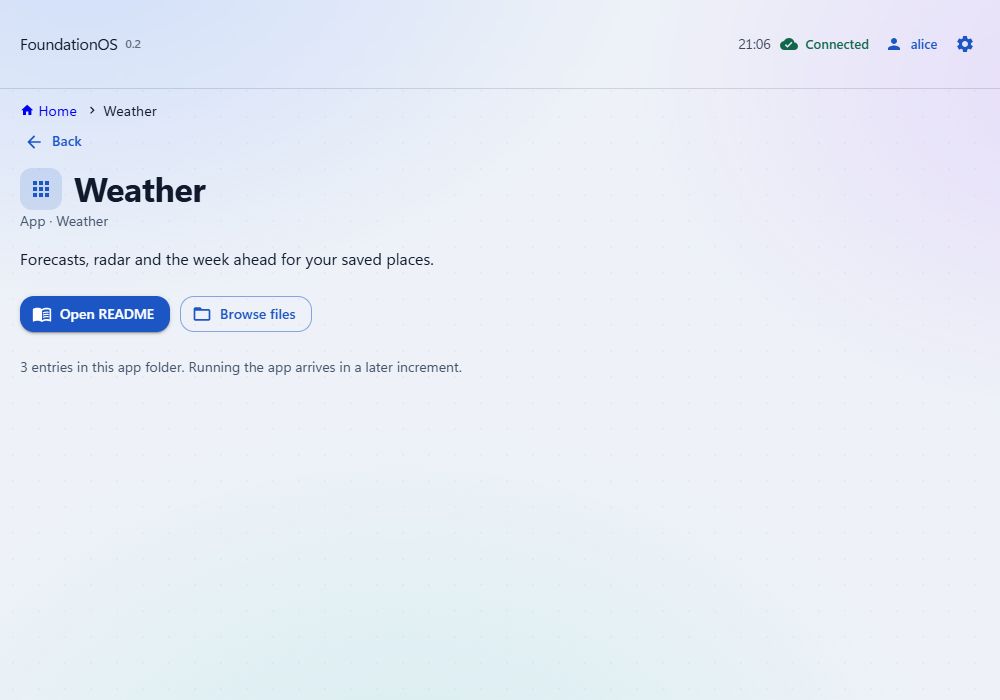 FoundationOS 0.2
21:06 Connected alice
Home > Weather
Back
Weather
App · Weather
Forecasts, radar and the week ahead for your saved places.
Open README Browse files
3 entries in this app folder. Running the app arrives in a later increment.